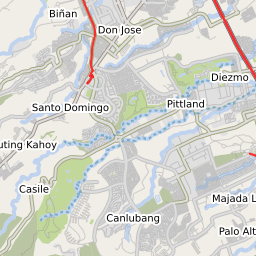 Biñan
Don Jose
Diezmo
Santo Domingo
Pittland
uting Kahoy
Casile
Majada L
Canlubang
Palo Alt